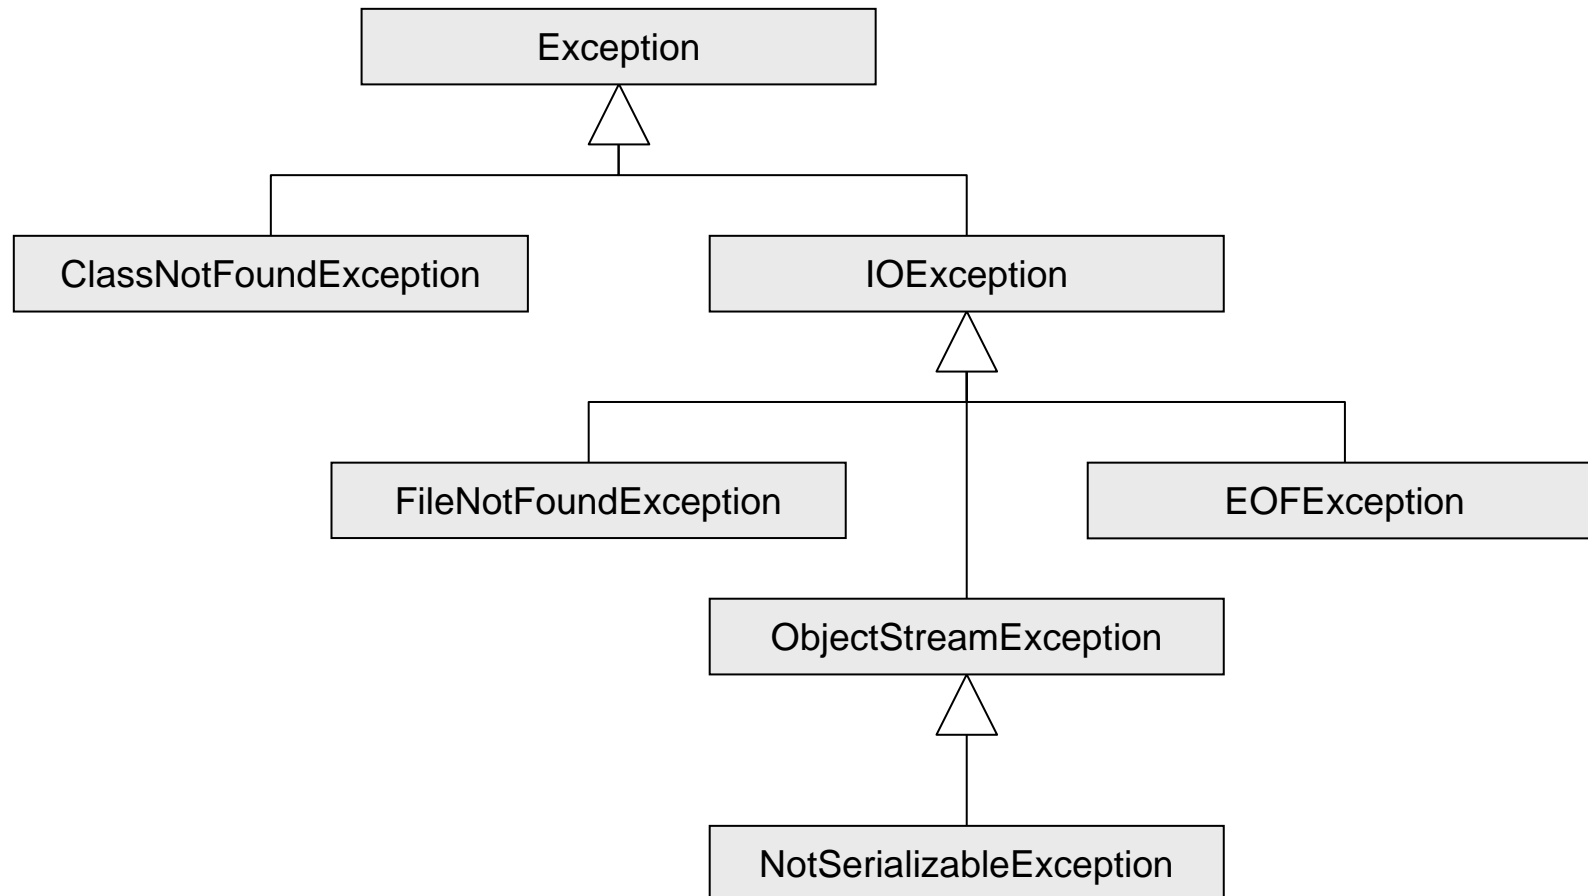 Exception
ClassNotFoundException
IOException
FileNotFoundException
EOFException
ObjectStreamException
NotSerializableException